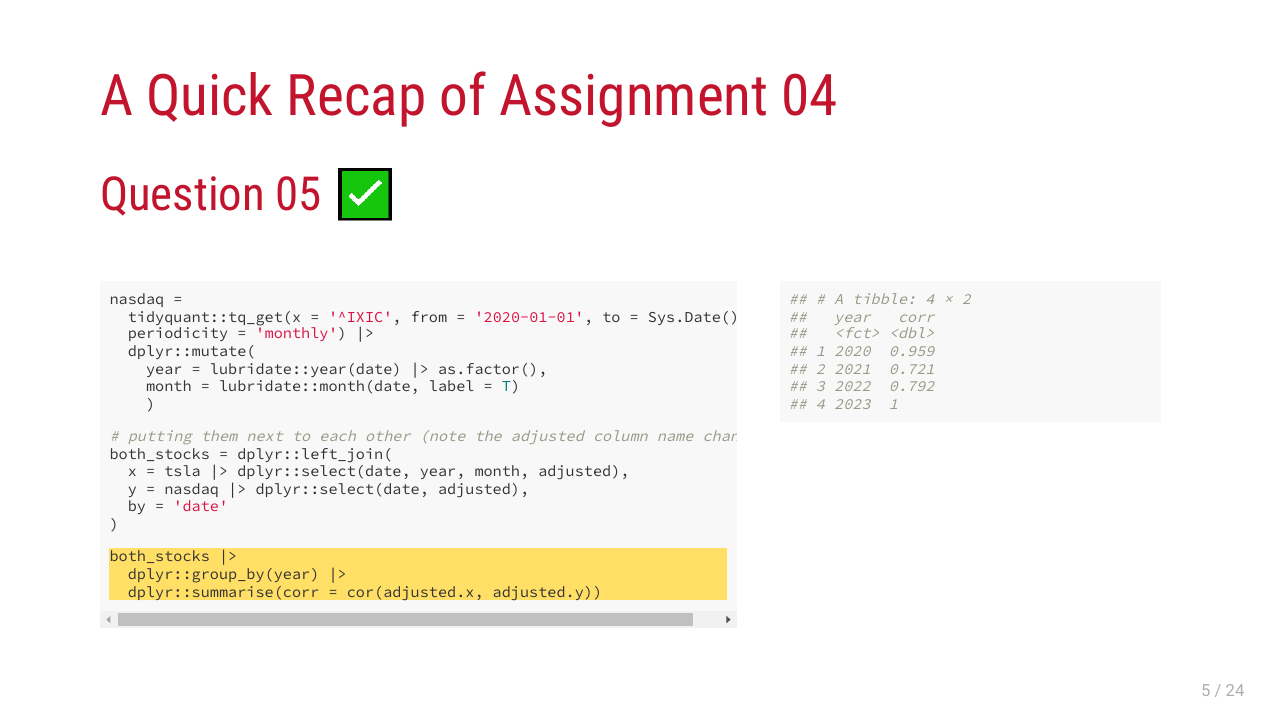 A Quick Recap of Assignment 04
Question 05
nasdaq =
  tidyquant::tq_get(x = '^IXIC', from = '2020-01-01', to = Sys.Date()
  periodicity = 'monthly') |>
  dplyr::mutate(
    year = lubridate::year(date) |> as.factor(),
    month = lubridate::month(date, label = T)
    )
# putting them next to each other (note the adjusted column name chan
both_stocks = dplyr::left_join(
  x = tsla |> dplyr::select(date, year, month, adjusted),
  y = nasdaq |> dplyr::select(date, adjusted),
  by = 'date'
)
both_stocks |>
  dplyr::group_by(year) |>
  dplyr::summarise(corr = cor(adjusted.x, adjusted.y))
## # A tibble: 4 × 2
##   year   corr
##   <fct> <dbl>
## 1 2020  0.959
## 2 2021  0.721
## 3 2022  0.792
## 4 2023  1
5 / 24